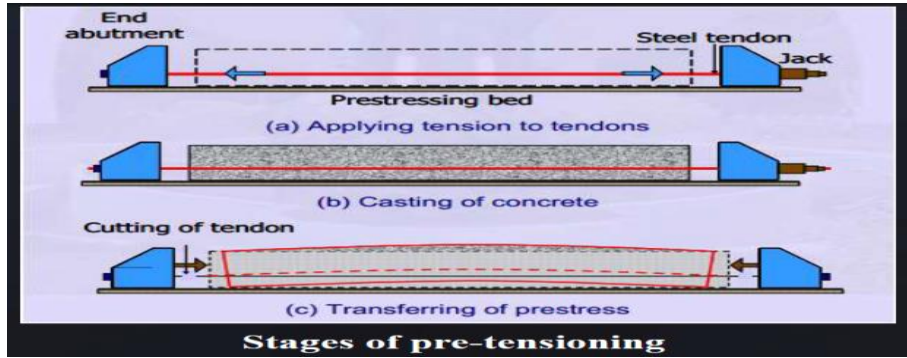 End
abutment
Steel tendon
Jack
Prestressing bed
(a) Applying tension to tendons
(b) Casting of concrete
Cutting of tendon
(c) Transferring of prestress
Stages of pre-tensioning